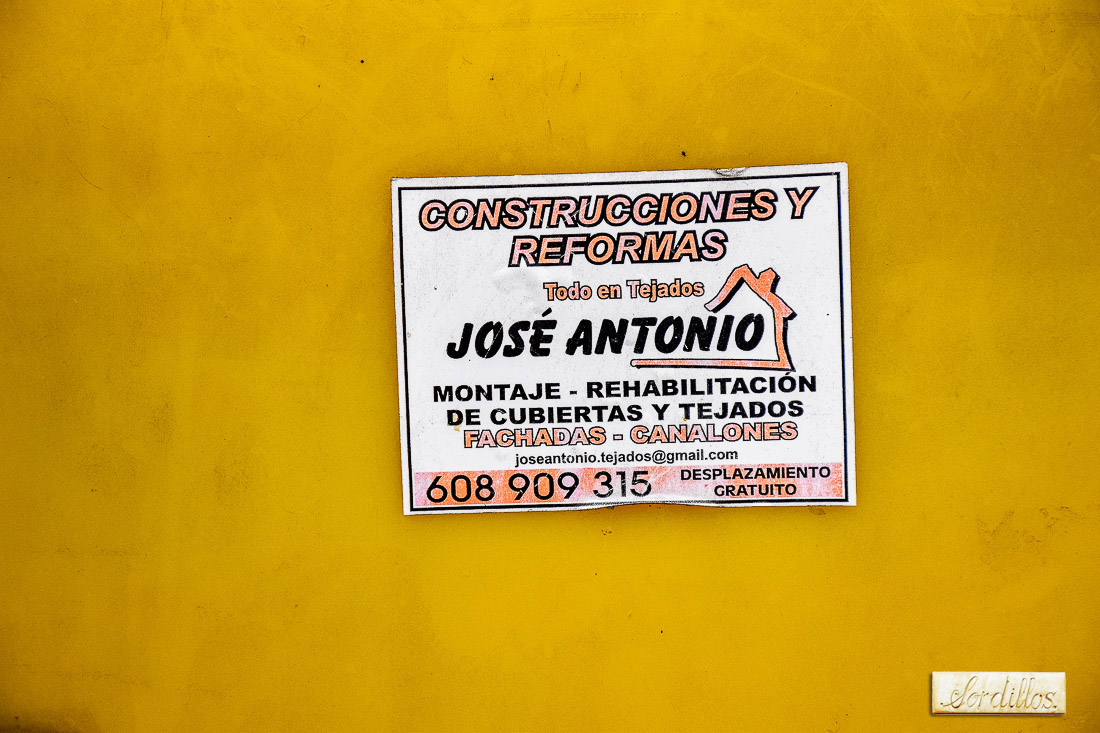 CONSTRUCCIONES Y
REFORMAS
Todo en Tejados
JOSÉ ANTONIO
MONTAJE - REHABILITACIÓN
DE CUBIERTAS Y TEJADOS
FACHADAS - CANALONES
joseantonio.tejados@gmail.com
608 909 315
DESPLAZAMIENTO
GRATUITO
Sordillos.